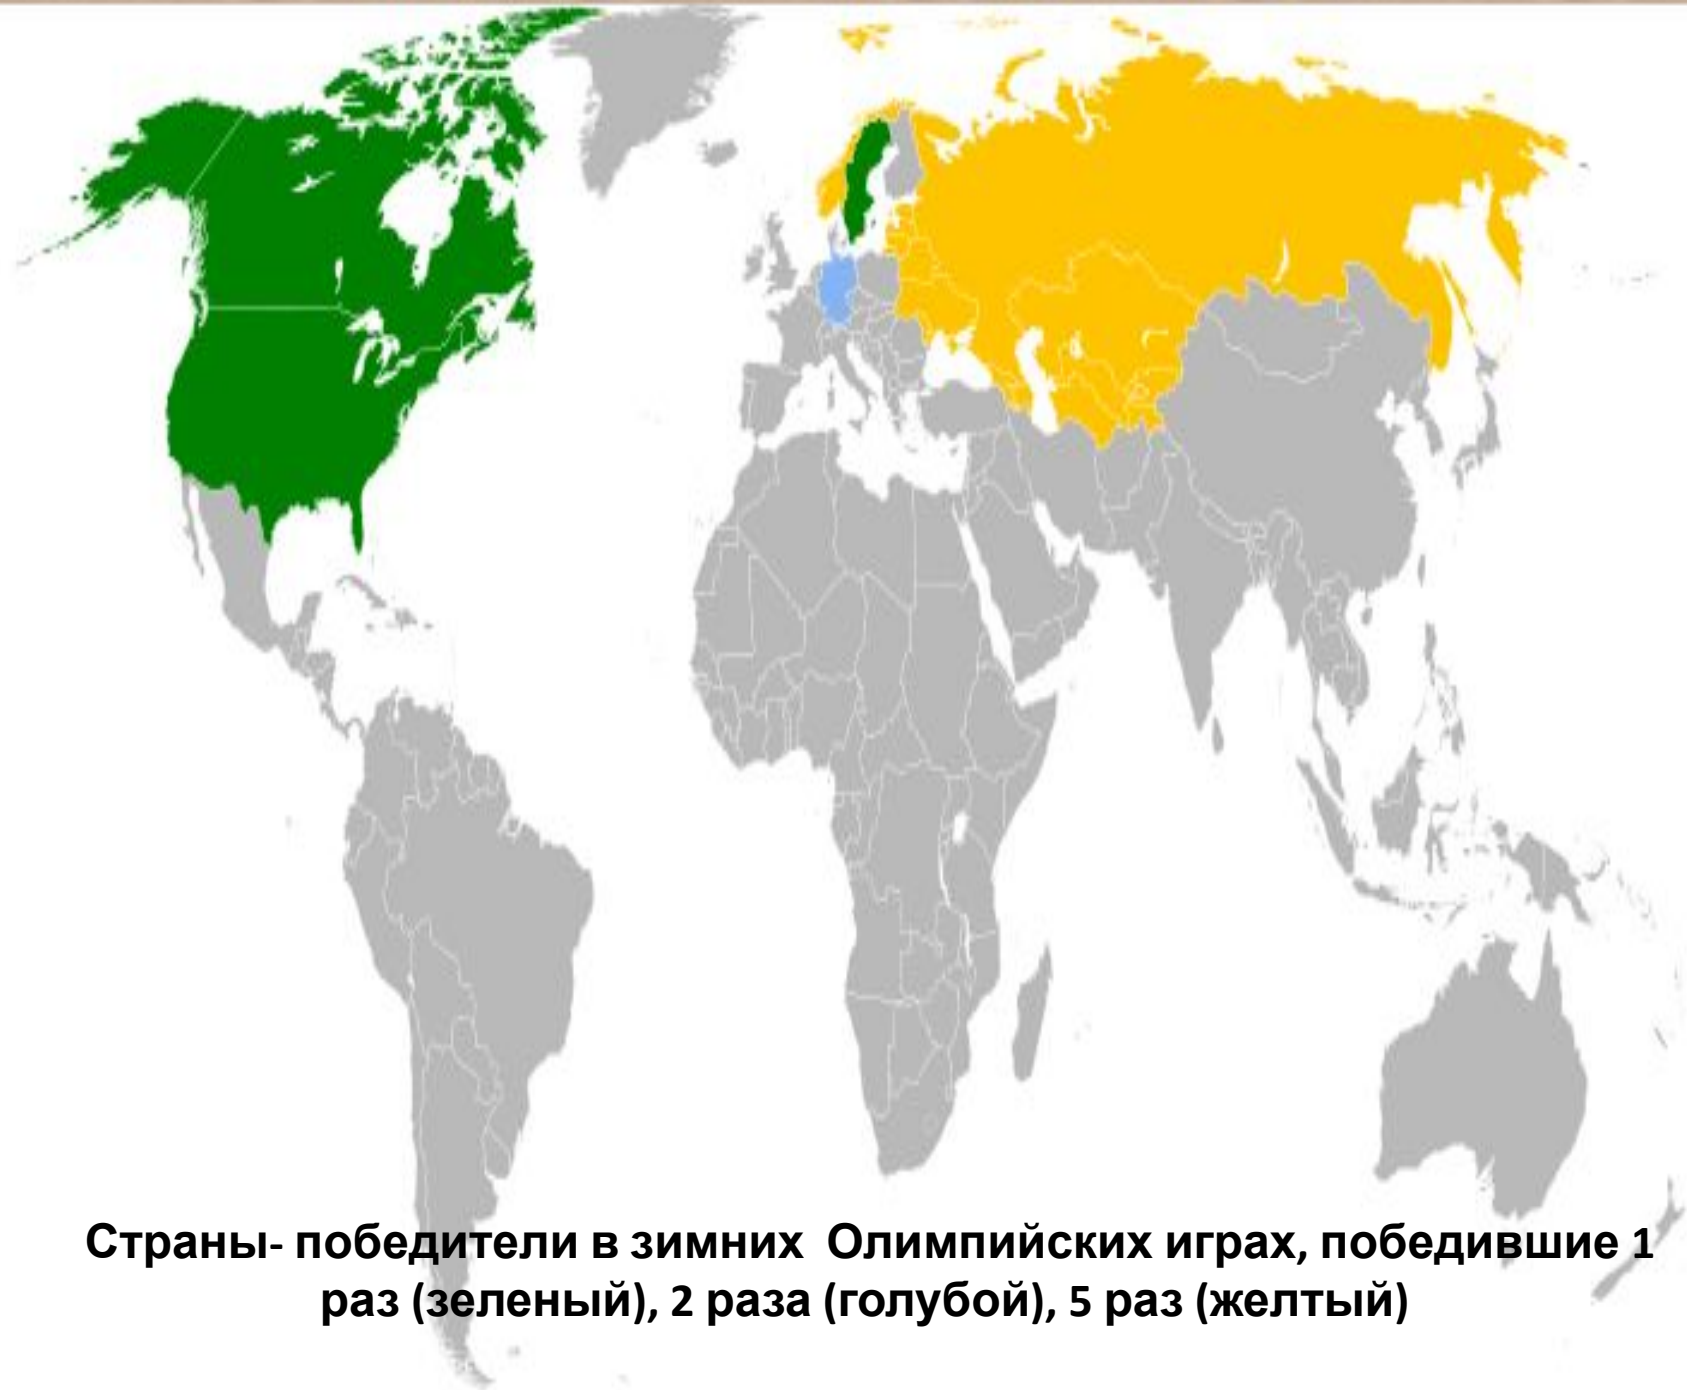 Страны- победители в зимних Олимпийских играх, победившие 1
раз (зеленый), 2 раза (голубой), 5 раз (желтый)